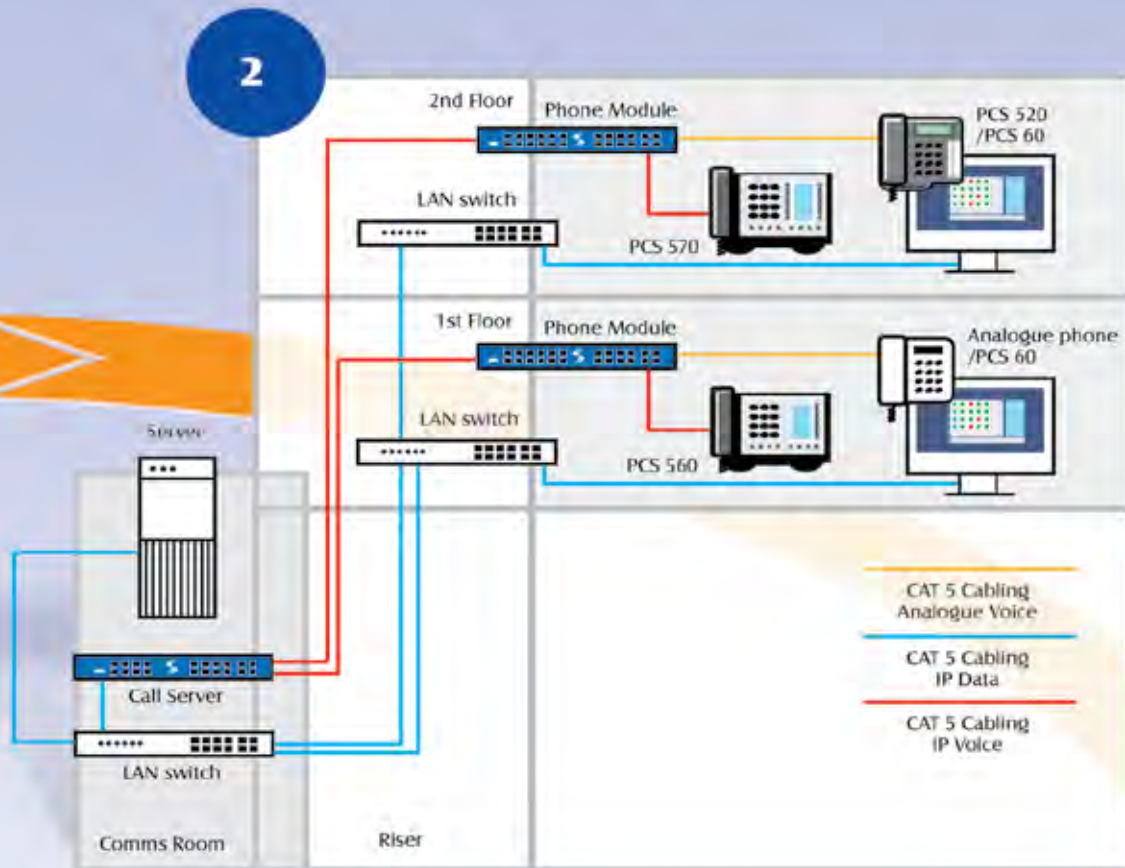 2
2nd Floor
Phone Module
PCS 520
/PCS 60
LAN switch
PCS 570
1st Floor
Phone Module
Analogue phone
/PCS 60
LAN switch
PCS 560
Server
CAT 5 Cabling
Analogue Voice
CAT 5 Cabling
IP Data
CAT 5 Cabling
IP Voice
Call Server
LAN switch
Comms Room
Riser